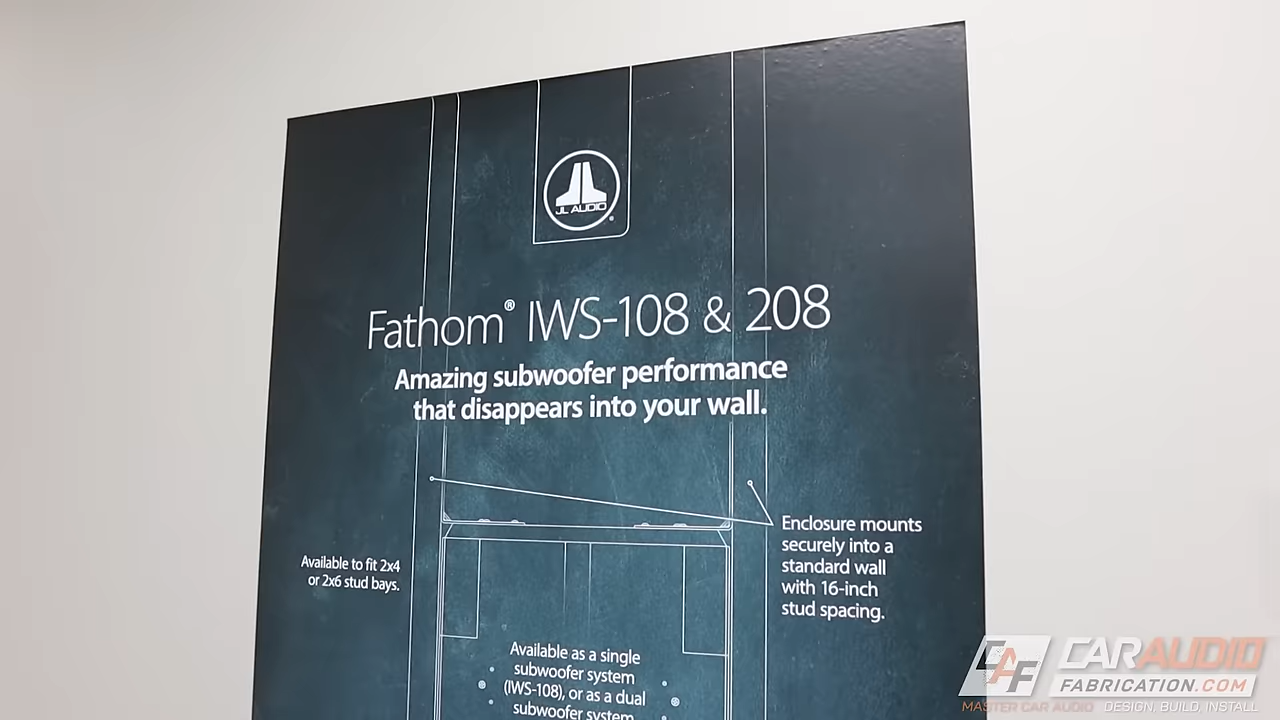 JL AUDIO
Fathom® IWS-108 & 208
Amazing subwoofer performance
that disappears into your wall.
Enclosure mounts
securely into a
standard wall
with 16-inch
stud spacing.
Available to fit 2x4
or 2x6 stud bays.
Available as a single
subwoofer system
(IWS-108), or as a dual
subwoofer system
CAF
CARAUDIO
FABRICATION.COM
MASTER CAR AUDIO DESIGN, BUILD, INSTALL